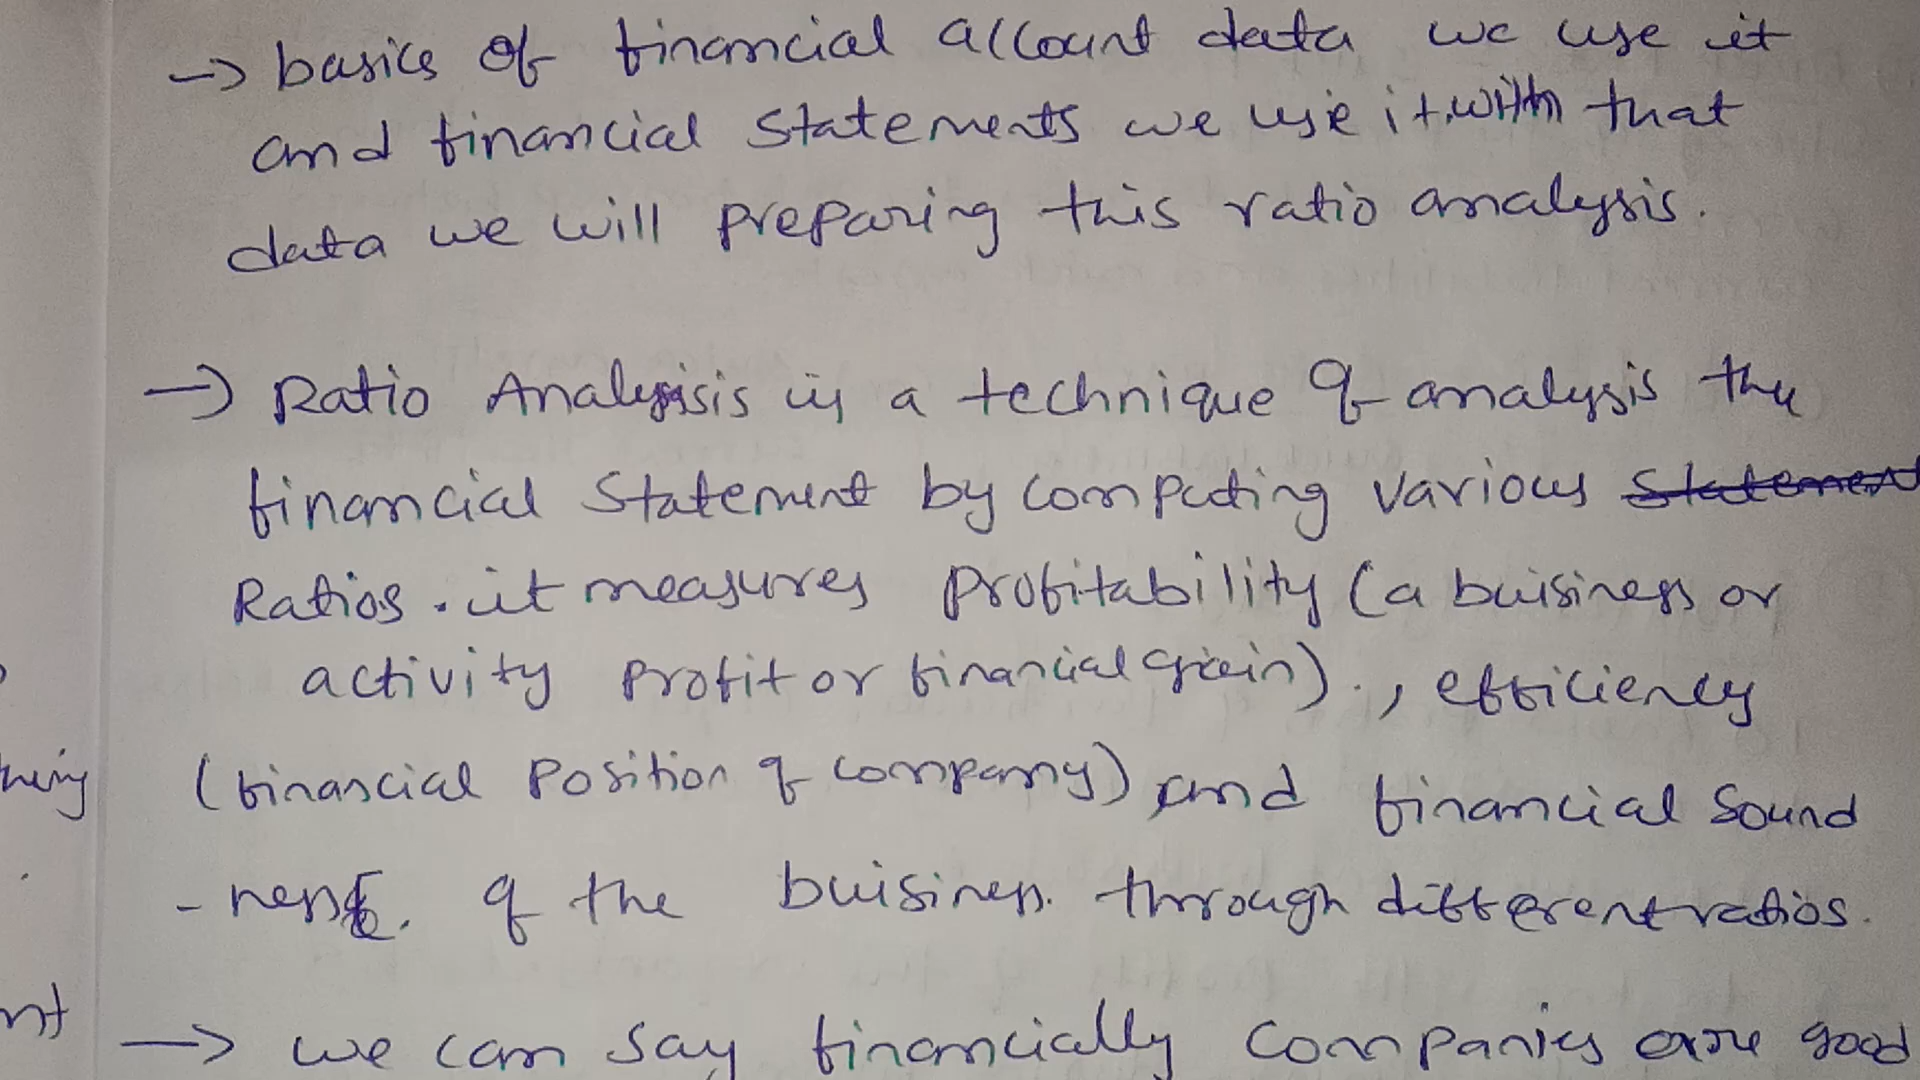 -> basics of financial account data we use it
and financial statements we use it. with that
data we will preparing this ratio analysis.
-> Ratio Analysis is a technique of analysis the
financial statement by computing various statement
Ratios. it measures profitability (a buisiness or
activity profit or financial gain)., efficiency
(financial position of company) and financial sound
-ness. of the buisiness. through different ratios.
-> we can say financially companies are good